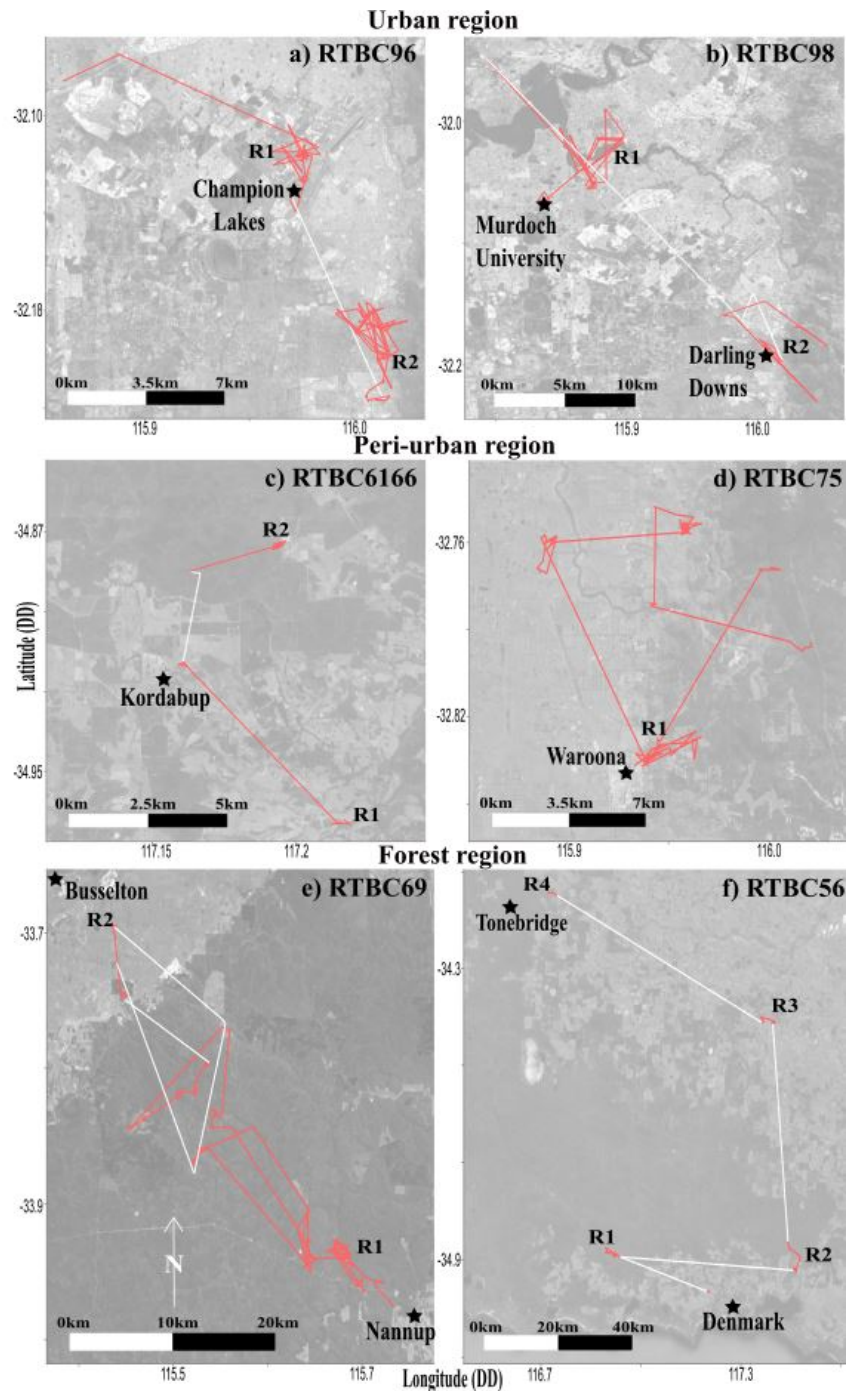 Urban region
a) RTBC96
b) RTBC98
-32.10
R1
Champion
Lakes
-32.18
R2
0km 3.5km 7km
115.9 116.0
-32.0
R1
Murdoch
University
R2
Darling
Downs
-32.2
0km 5km 10km
115.9 116.0
Peri-urban region
c) RTBC6166
d) RTBC75
-34.87
R2
Latitude (DD)
Kordabup
-34.95
0km 2.5km 5km
R1
117.15 117.2
-32.76
-32.82
R1
Waroona
0km 3.5km 7km
115.9 116.0
Forest region
e) RTBC69
f) RTBC56
Busselton
R2
-33.7
-33.9
R1
N
0km 10km 20km
Nannup
115.5 115.7
R4
Tonebridge
-34.3
R3
R1
R2
-34.9
Denmark
0km 20km 40km
116.7 117.3
Longitude (DD)